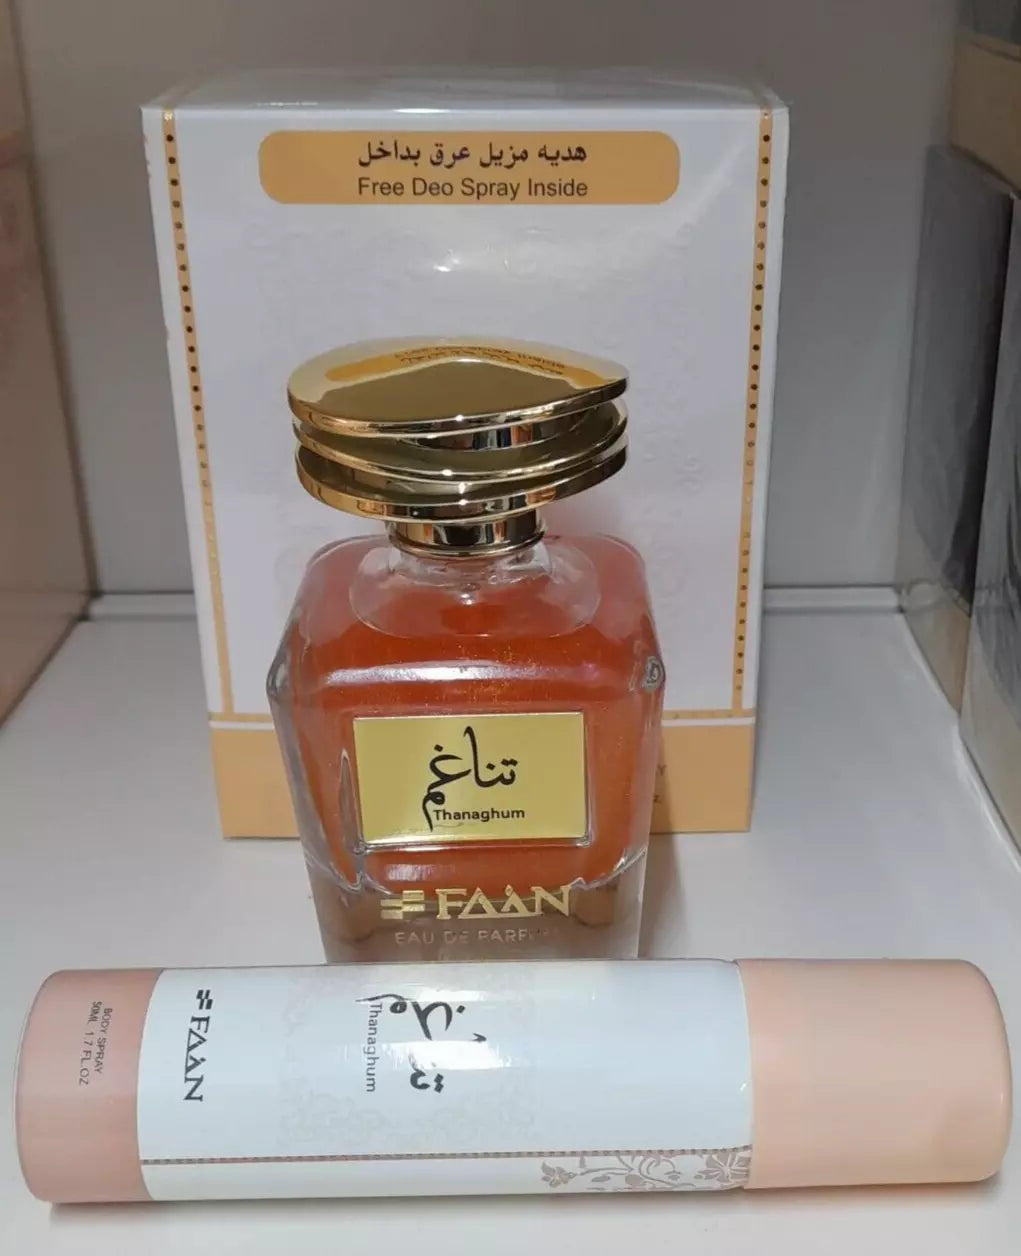 هديه مزيل عرق بداخل
Free Deo Spray Inside
تناغم
Thanaghum
FAAN
EAU DE PARFUM
BODY SPRAY
50ML 1.7 FL.OZ
FAAN
تناغم
Thanaghum